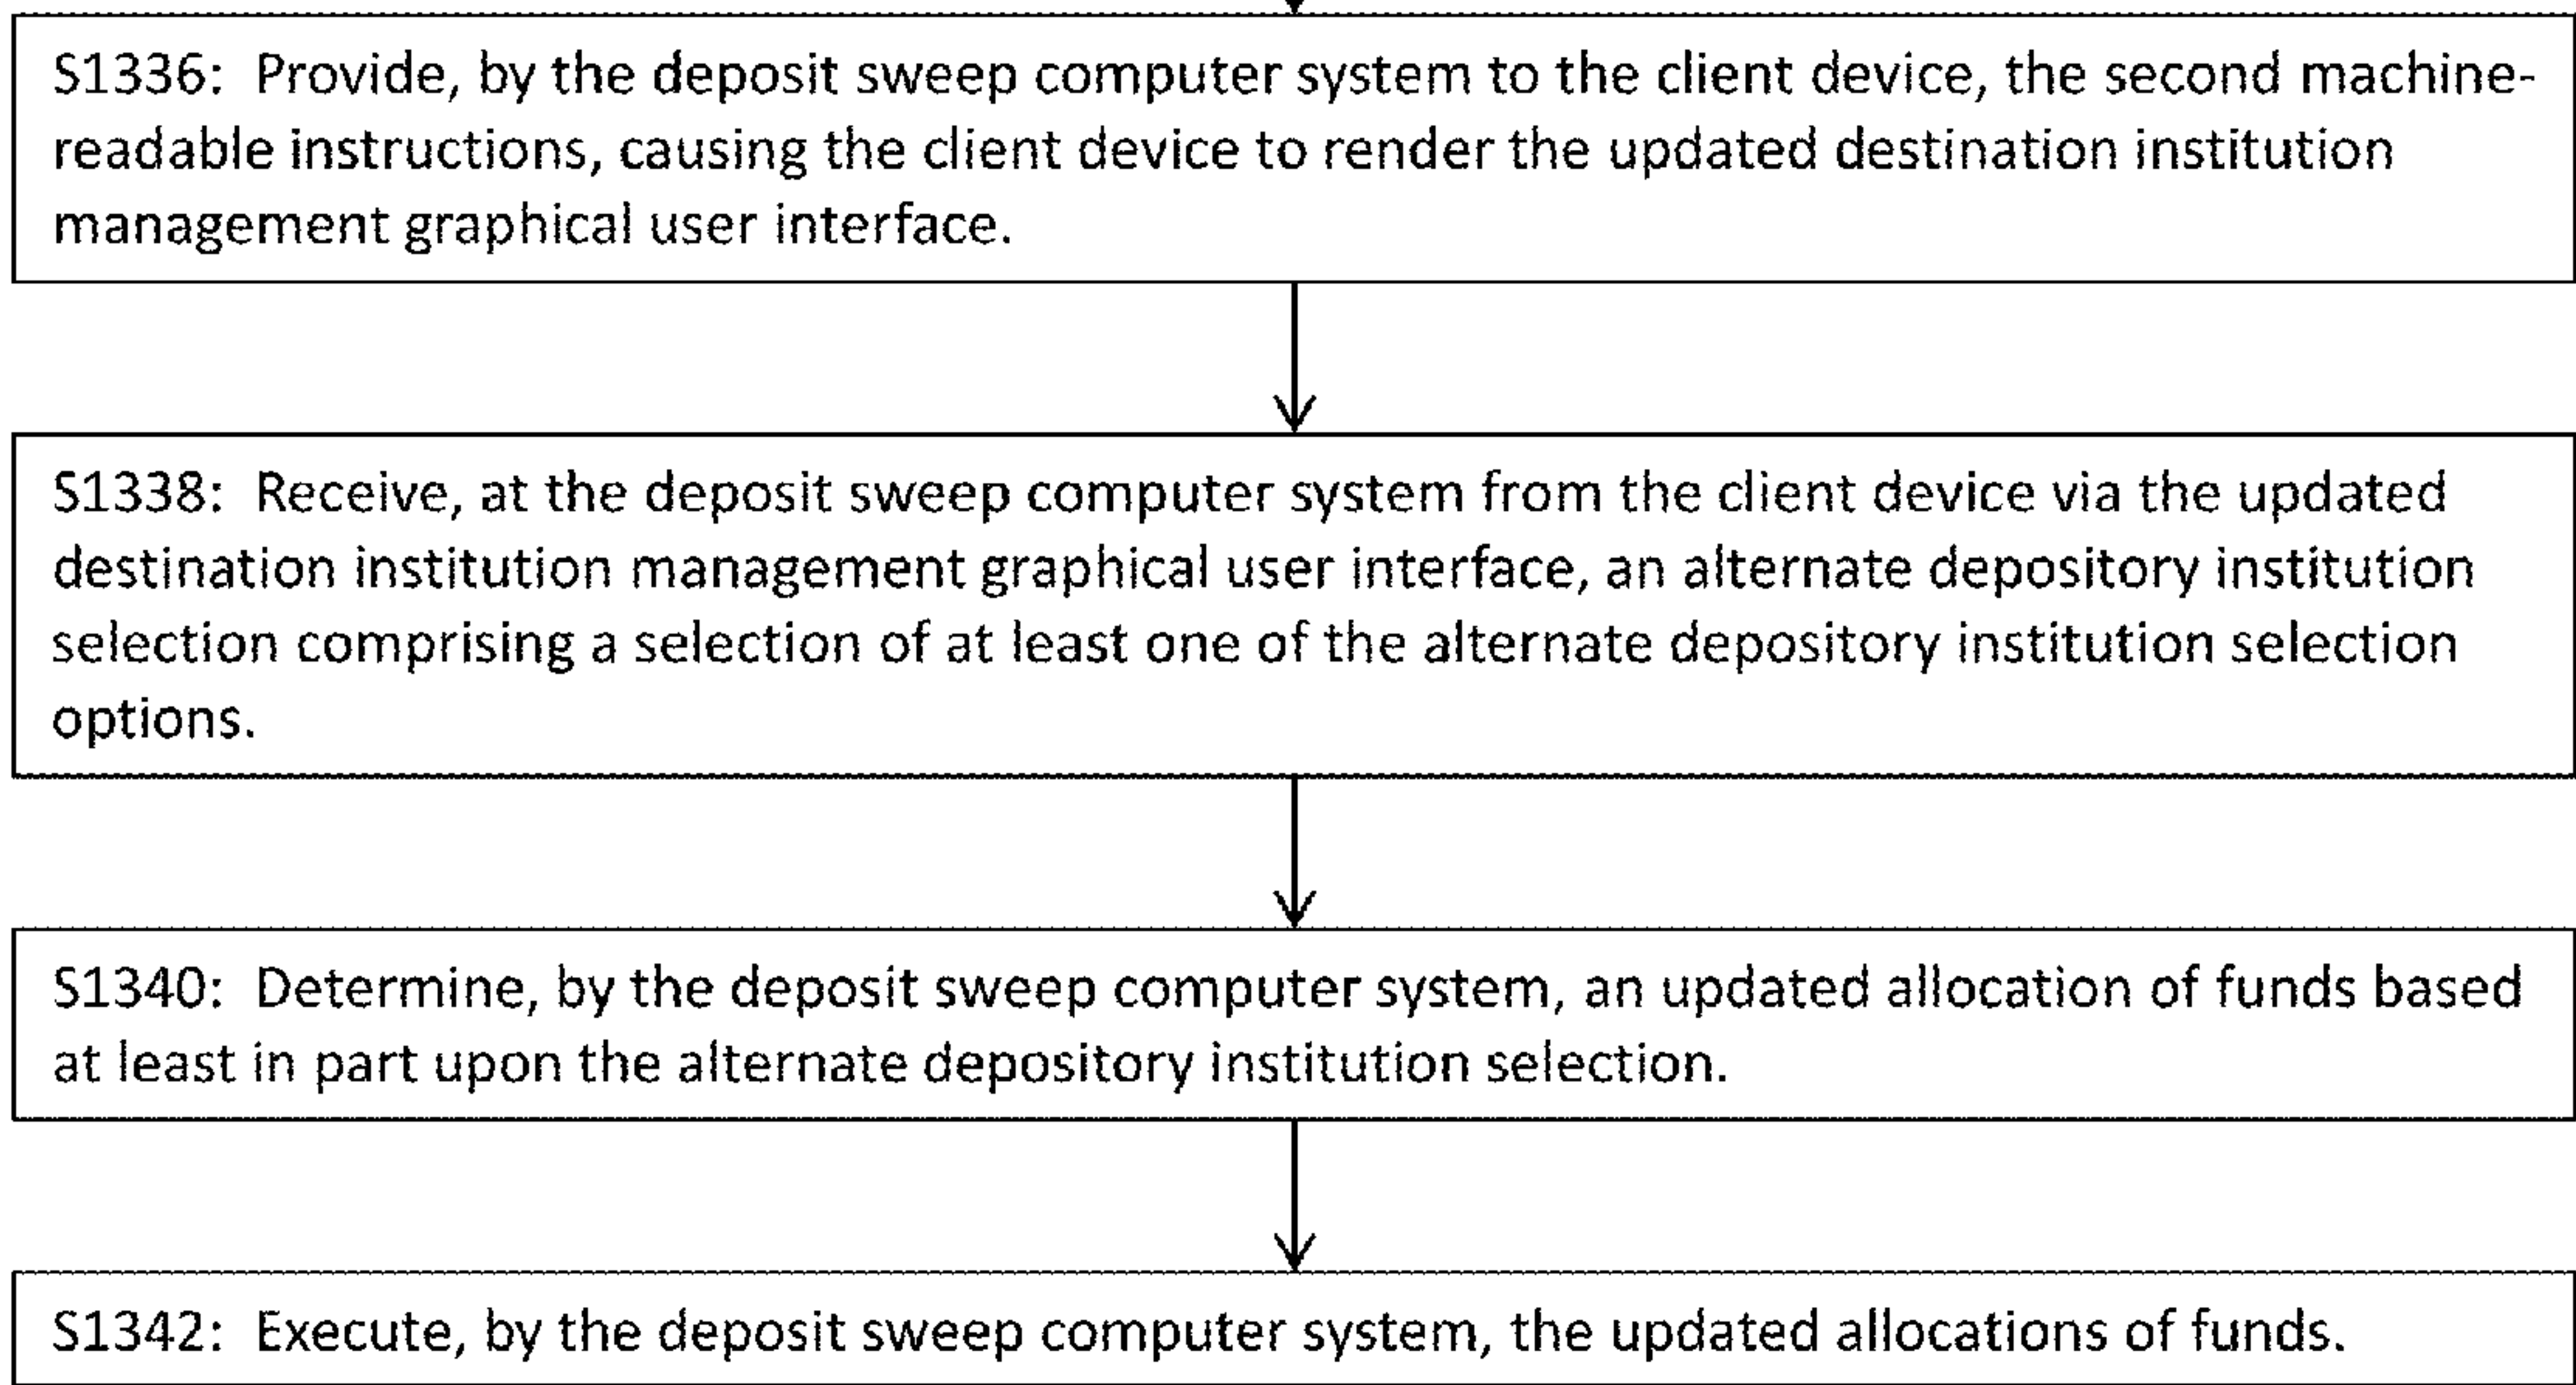 S1336: Provide, by the deposit sweep computer system to the client device, the second machine-
readable instructions, causing the client device to render the updated destination institution
management graphical user interface.
S1338: Receive, at the deposit sweep computer system from the client device via the updated
destination institution management graphical user interface, an alternate depository institution
selection comprising a selection of at least one of the alternate depository institution selection
options.
S1340: Determine, by the deposit sweep computer system, an updated allocation of funds based
at least in part upon the alternate depository institution selection.
S1342: Execute, by the deposit sweep computer system, the updated allocations of funds.